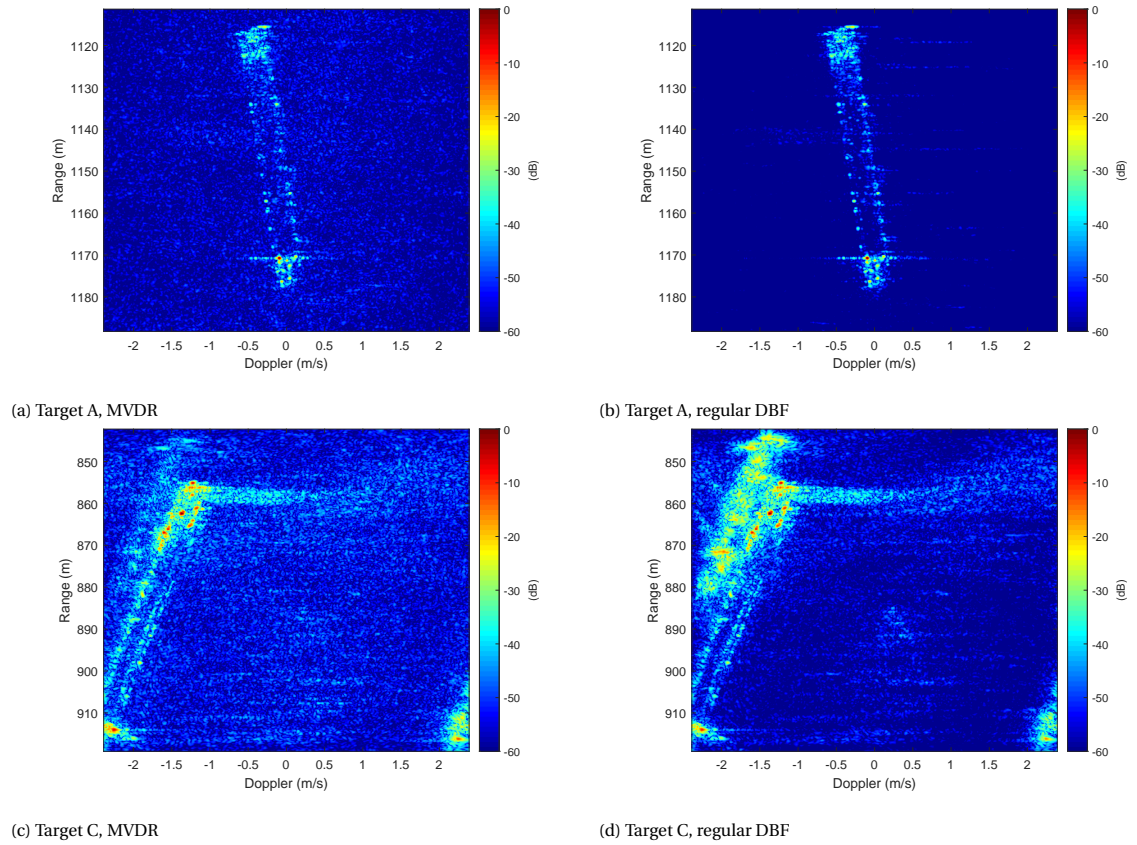 1120
1130
1140
1150
1160
1170
1180
Range (m)
-2 -1.5 -1 -0.5 0 0.5 1 1.5 2
Doppler (m/s)
0
-10
-20
-30
-40
-50
-60
(dB)
(a) Target A, MVDR
1120
1130
1140
1150
1160
1170
1180
Range (m)
-2 -1.5 -1 -0.5 0 0.5 1 1.5 2
Doppler (m/s)
0
-10
-20
-30
-40
-50
-60
(dB)
(b) Target A, regular DBF
850
860
870
880
890
900
910
Range (m)
-2 -1.5 -1 -0.5 0 0.5 1 1.5 2
Doppler (m/s)
0
-10
-20
-30
-40
-50
-60
(dB)
(c) Target C, MVDR
850
860
870
880
890
900
910
Range (m)
-2 -1.5 -1 -0.5 0 0.5 1 1.5 2
Doppler (m/s)
0
-10
-20
-30
-40
-50
-60
(dB)
(d) Target C, regular DBF